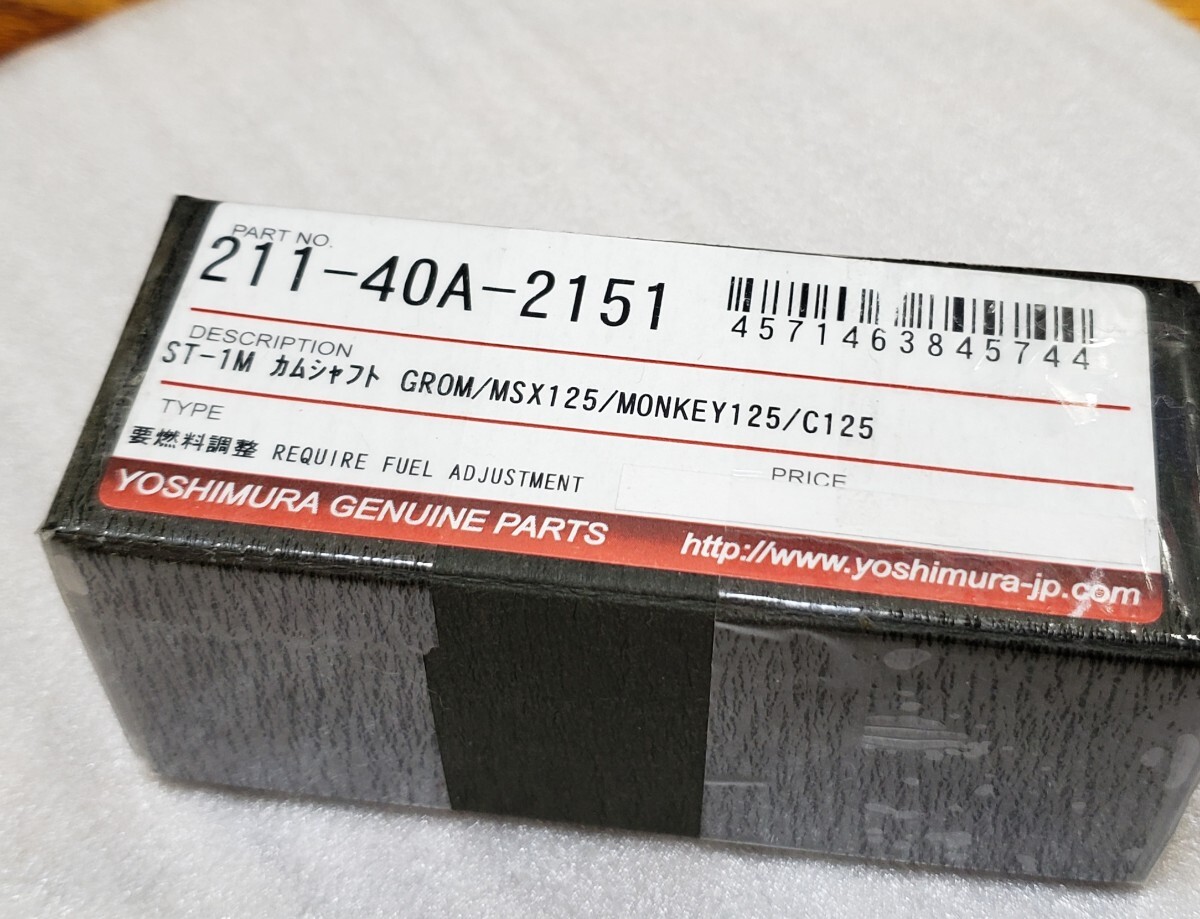 PART NO.
211-40A-2151
4571463845744
DESCRIPTION
ST-1M カムシャフト GROM/MSX125/MONKEY125/C125
TYPE
要燃料調整 REQUIRE FUEL ADJUSTMENT
PRICE
YOSHIMURA GENUINE PARTS http://www.yoshimura-jp.com